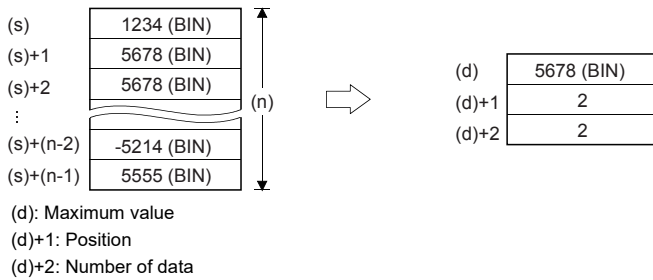 (s) 1234 (BIN)
(s)+1 5678 (BIN)
(s)+2 5678 (BIN)
⋮
(s)+(n-2) -5214 (BIN)
(s)+(n-1) 5555 (BIN)
(n)
(d) 5678 (BIN)
(d)+1 2
(d)+2 2
(d): Maximum value
(d)+1: Position
(d)+2: Number of data